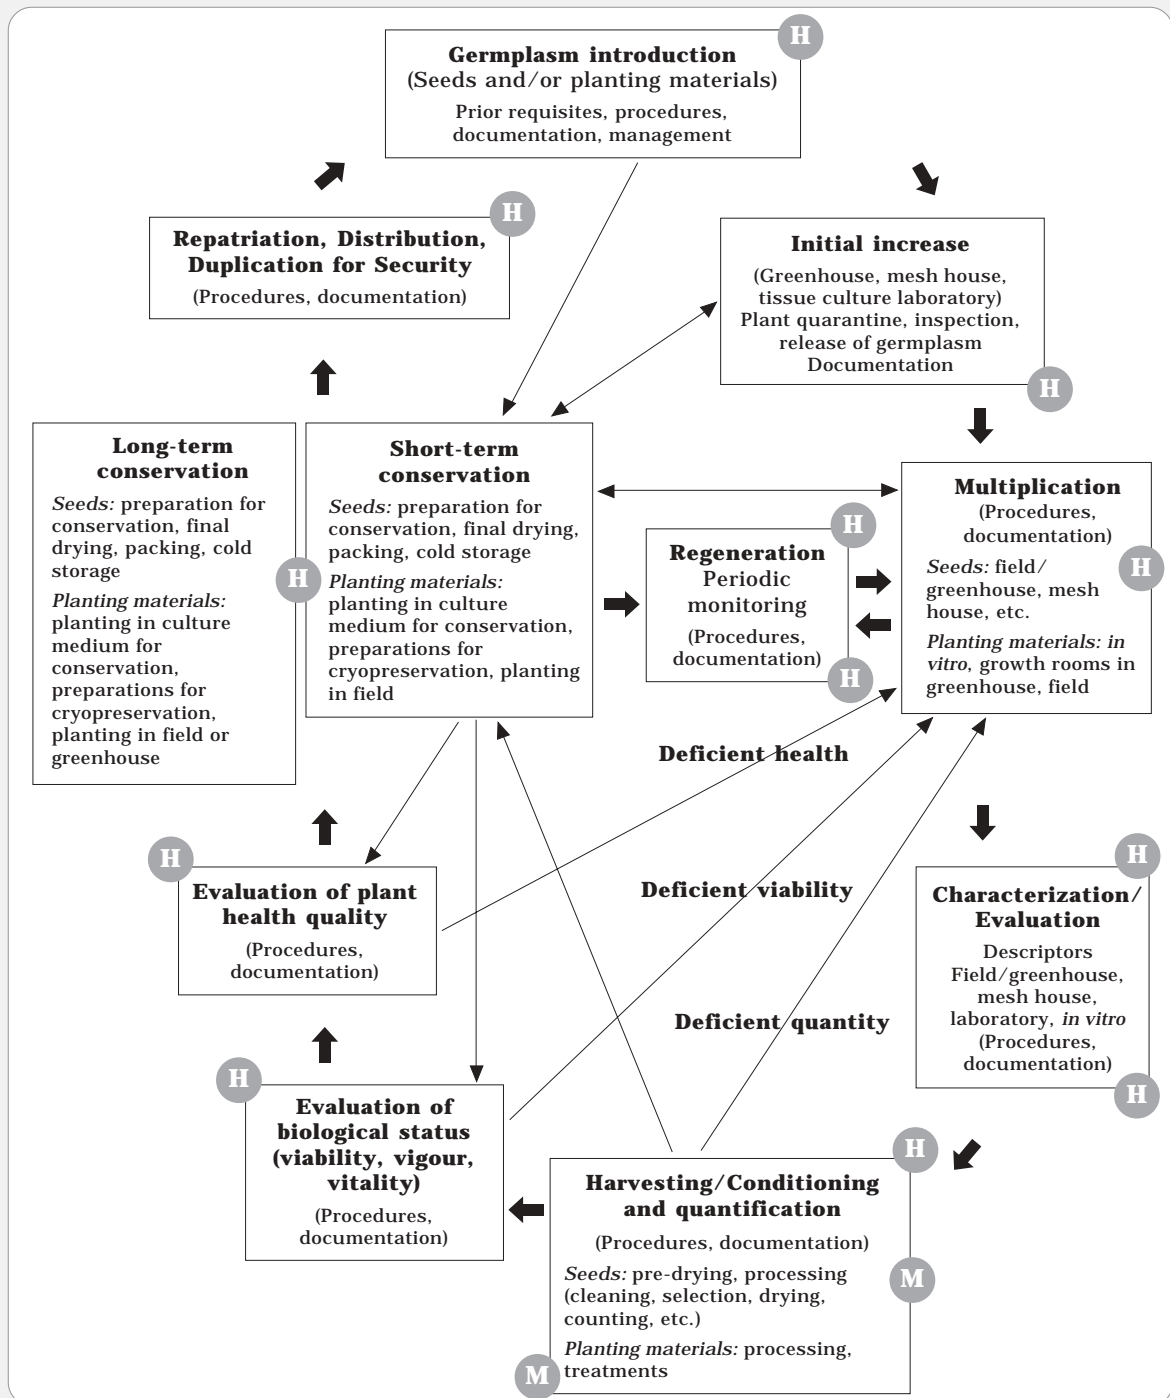 H
Germplasm introduction
(Seeds and/or planting materials)
Prior requisites, procedures,
documentation, management
H
Repatriation, Distribution,
Duplication for Security
(Procedures, documentation)
Initial increase
(Greenhouse, mesh house,
tissue culture laboratory)
Plant quarantine, inspection,
release of germplasm
Documentation
H
Long-term
conservation
Seeds: preparation for
conservation, final
drying, packing, cold
storage
Planting materials:
planting in culture
medium for
conservation,
preparations for
cryopreservation,
planting in field or
greenhouse
H
Short-term
conservation
Seeds: preparation for
conservation, final drying,
packing, cold storage
Planting materials:
planting in culture
medium for conservation,
preparations for
cryopreservation, planting
in field
H
Regeneration
Periodic
monitoring
(Procedures,
documentation)
H
Multiplication
(Procedures,
documentation)
H
Seeds: field/
greenhouse, mesh
house, etc.
Planting materials: in
vitro, growth rooms in
greenhouse, field
Deficient health
Deficient viability
Deficient quantity
H
Evaluation of plant
health quality
(Procedures,
documentation)
H
Characterization/
Evaluation
Descriptors
Field/greenhouse,
mesh house,
laboratory, in vitro
(Procedures,
documentation)
H
H
Evaluation of
biological status
(viability, vigour,
vitality)
(Procedures,
documentation)
H
Harvesting/Conditioning
and quantification
(Procedures, documentation)
Seeds: pre-drying, processing
(cleaning, selection, drying,
counting, etc.)
M
Planting materials: processing,
treatments
M